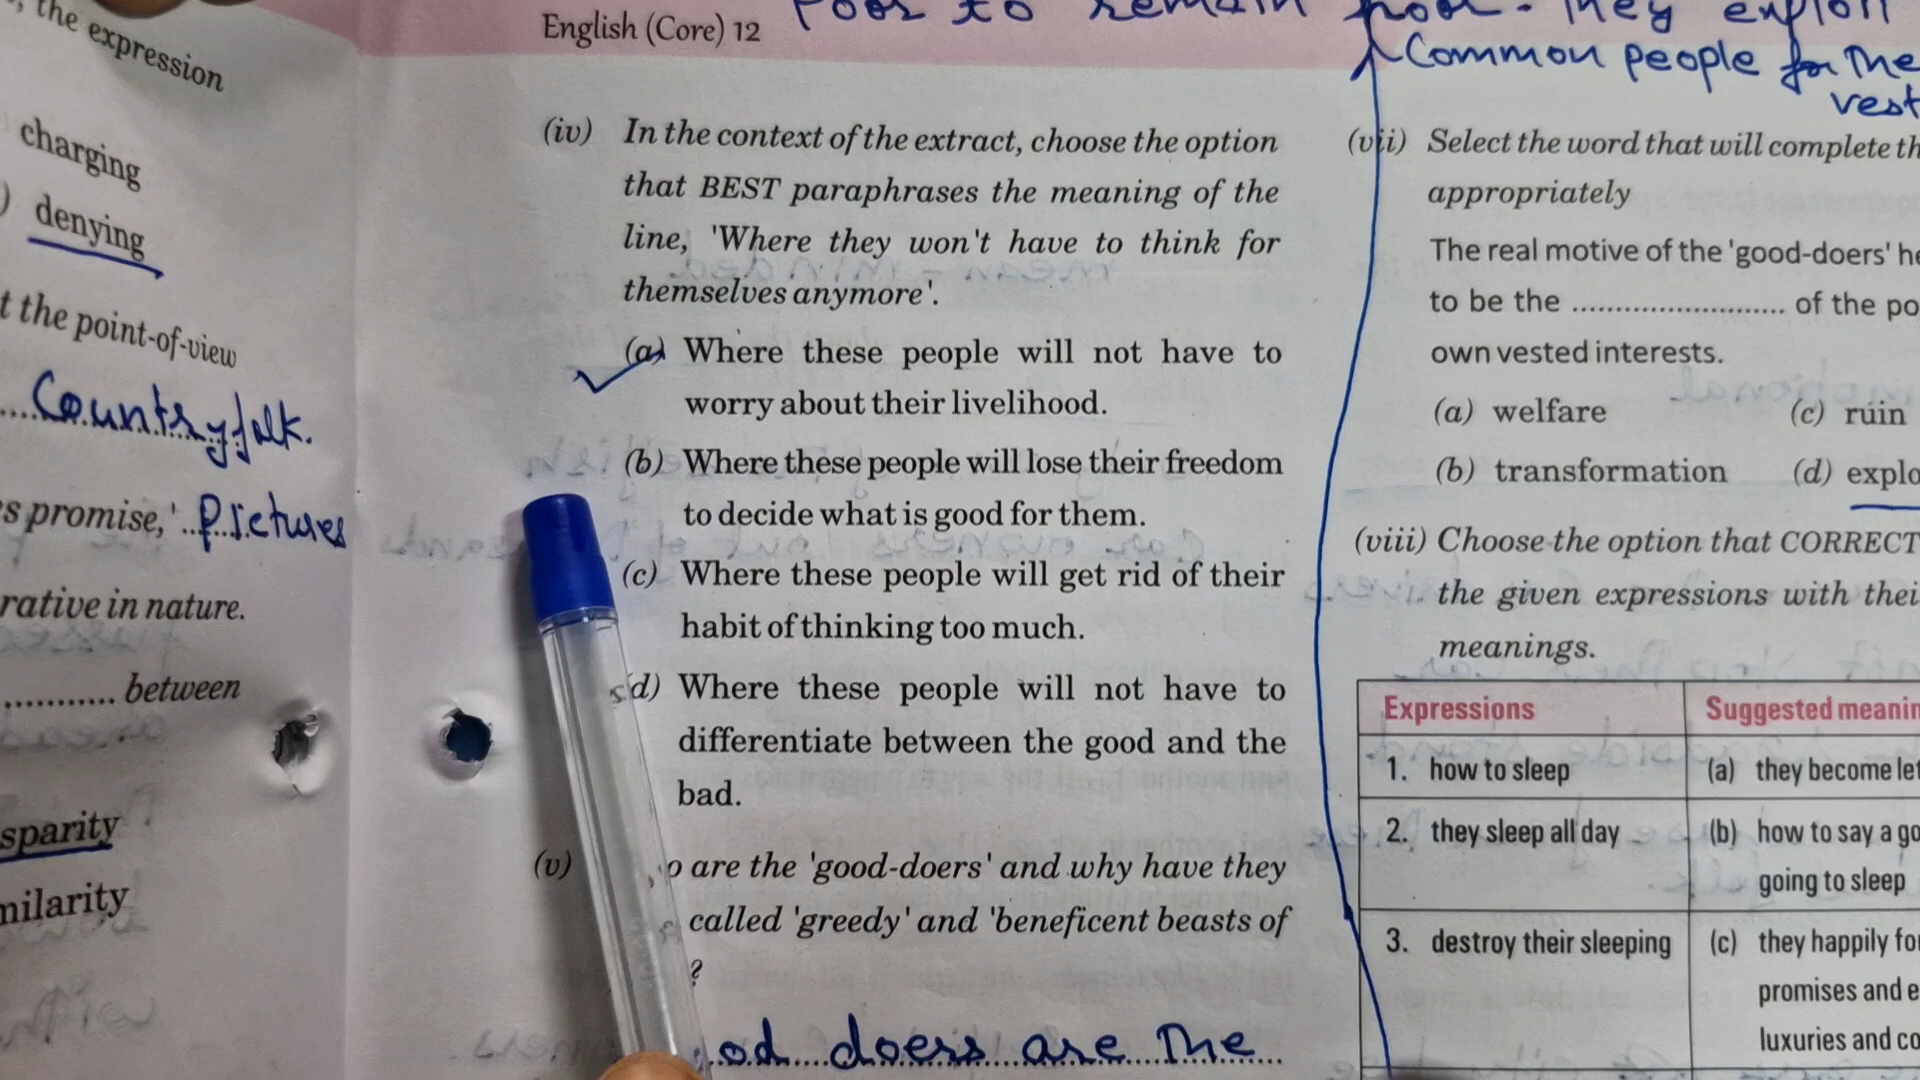 the expression
charging
denying
the point-of-view
Countryfolk.
promise,' Pictures
rative in nature.
between
sparity
milarity
English (Core) 12
Poor to remain poor. They
Common people for the
vest
(iv) In the context of the extract, choose the option
that BEST paraphrases the meaning of the
line, 'Where they won't have to think for
themselves anymore'.
(a) Where these people will not have to
worry about their livelihood.
(b) Where these people will lose their freedom
to decide what is good for them.
(c) Where these people will get rid of their
habit of thinking too much.
d) Where these people will not have to
differentiate between the good and the
bad.
(v) o are the 'good-doers' and why have they
called 'greedy' and 'beneficent beasts of
?
od doers are the
(vii) Select the word that will complete th
appropriately
The real motive of the 'good-doers' he
to be the .......................... of the po
own vested interests.
(a) welfare (c) ruin
(b) transformation (d) explo
(viii) Choose the option that CORRECT
the given expressions with thei
meanings.
Expressions Suggested meanin
1. how to sleep (a) they become let
2. they sleep all day (b) how to say a go
going to sleep
3. destroy their sleeping (c) they happily for
promises and e
luxuries and co